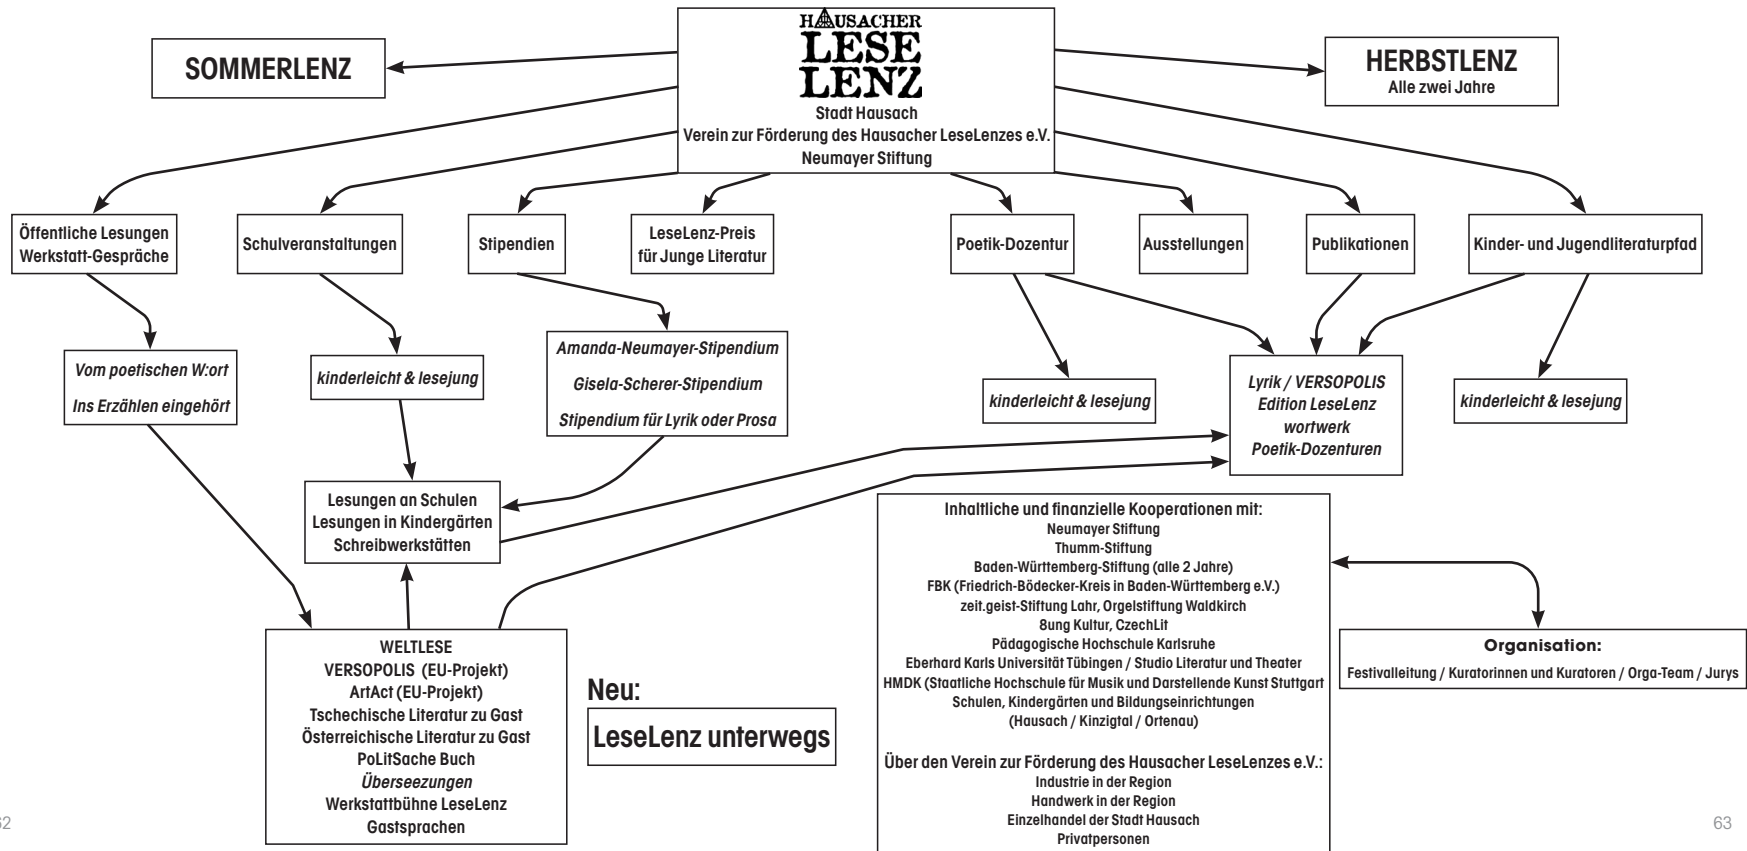 HAUSACHER
LESE
LENZ
Stadt Hausach
Verein zur Förderung des Hausacher LeseLenzes e.V.
Neumayer Stiftung
SOMMERLENZ
HERBSTLENZ
Alle zwei Jahre
Öffentliche Lesungen
Werkstatt-Gespräche
Schulveranstaltungen
Stipendien
LeseLenz-Preis
für Junge Literatur
Poetik-Dozentur
Ausstellungen
Publikationen
Kinder- und Jugendliteraturpfad
Vom poetischen W:ort
Ins Erzählen eingehört
kinderleicht & lesejung
Amanda-Neumayer-Stipendium
Gisela-Scherer-Stipendium
Stipendium für Lyrik oder Prosa
kinderleicht & lesejung
Lyrik / VERSOPOLIS
Edition LeseLenz
wortwerk
Poetik-Dozenturen
kinderleicht & lesejung
Lesungen an Schulen
Lesungen in Kindergärten
Schreibwerkstätten
WELTLESE
VERSOPOLIS (EU-Projekt)
ArtAct (EU-Projekt)
Tschechische Literatur zu Gast
Österreichische Literatur zu Gast
PoLitSache Buch
Überseezungen
Werkstattbühne LeseLenz
Gastsprachen
Neu:
LeseLenz unterwegs
Inhaltliche und finanzielle Kooperationen mit:
Neumayer Stiftung
Thumm-Stiftung
Baden-Württemberg-Stiftung (alle 2 Jahre)
FBK (Friedrich-Bödecker-Kreis in Baden-Württemberg e.V.)
zeit.geist-Stiftung Lahr, Orgelstiftung Waldkirch
8ung Kultur, CzechLit
Pädagogische Hochschule Karlsruhe
Eberhard Karls Universität Tübingen / Studio Literatur und Theater
HMDK (Staatliche Hochschule für Musik und Darstellende Kunst Stuttgart
Schulen, Kindergärten und Bildungseinrichtungen
(Hausach / Kinzigtal / Ortenau)
Über den Verein zur Förderung des Hausacher LeseLenzes e.V.:
Industrie in der Region
Handwerk in der Region
Einzelhandel der Stadt Hausach
Privatpersonen
Organisation:
Festivalleitung / Kuratorinnen und Kuratoren / Orga-Team / Jurys
62
63